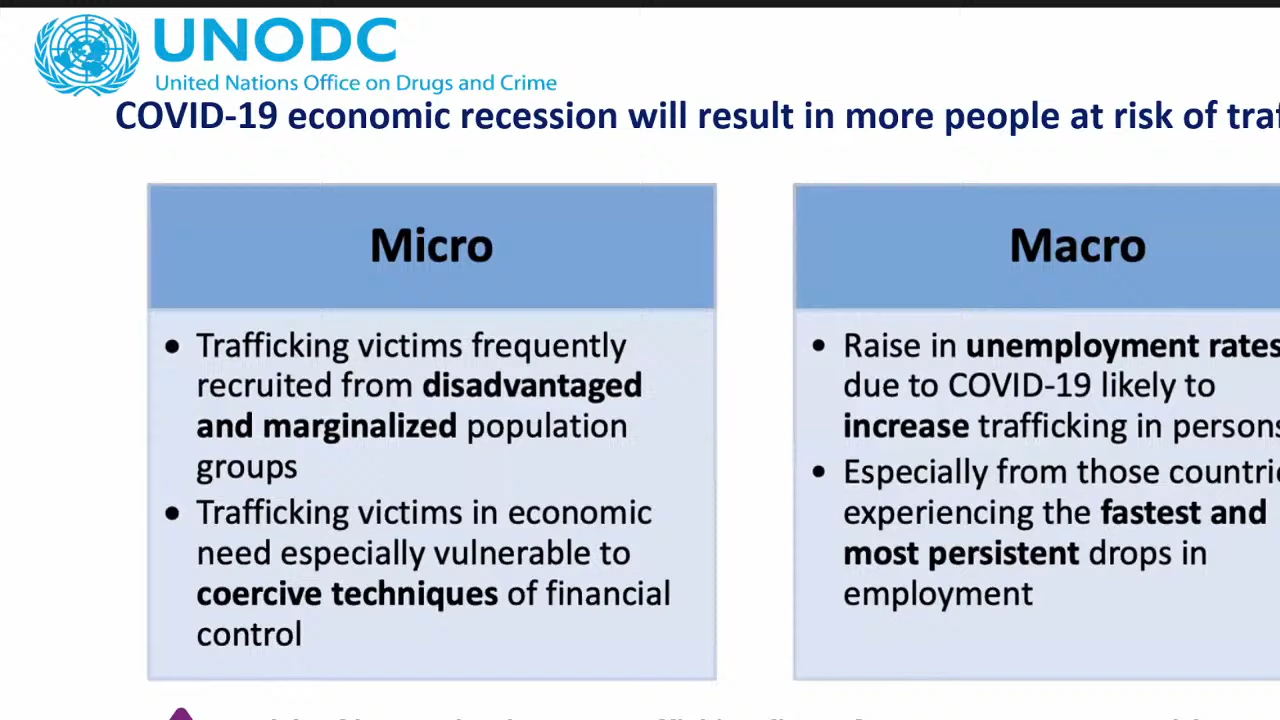 UNODC
United Nations Office on Drugs and Crime
COVID-19 economic recession will result in more people at risk of traf
Micro
• Trafficking victims frequently
recruited from disadvantaged
and marginalized population
groups
• Trafficking victims in economic
need especially vulnerable to
coercive techniques of financial
control
Macro
• Raise in unemployment rates
due to COVID-19 likely to
increase trafficking in persons
• Especially from those countri
experiencing the fastest and
most persistent drops in
employment